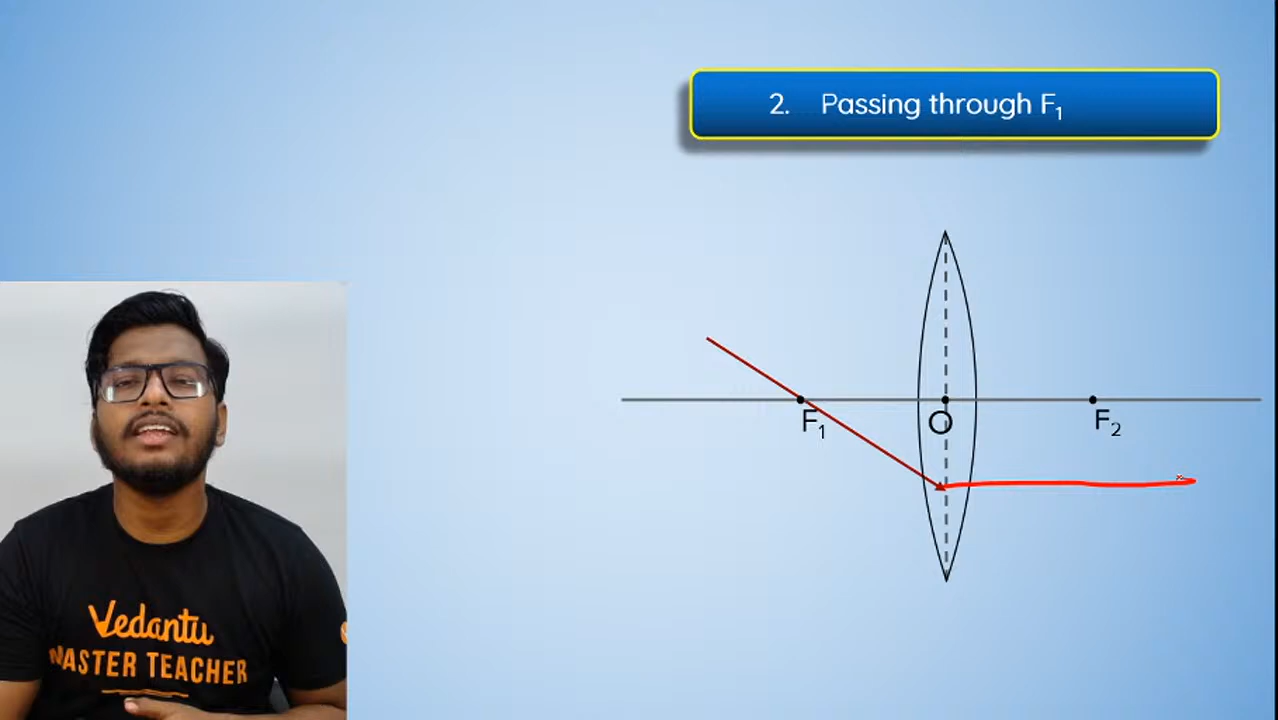 2. Passing through F₁
F₁
O
F₂
Vedantu
MASTER TEACHER